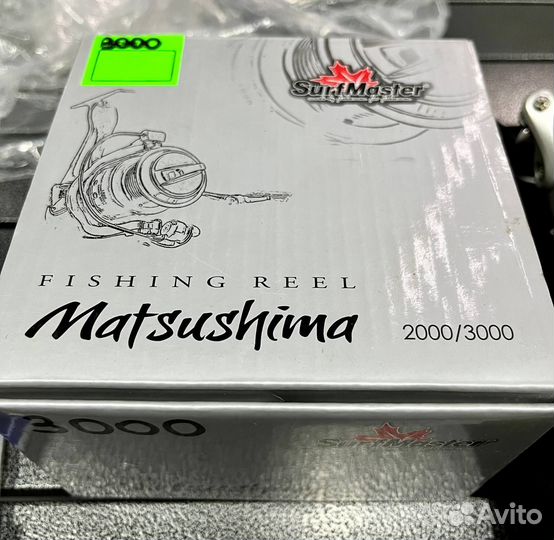 3000
SurfMaster
FISHING REEL
Matsushima
2000/3000
3000
SurfMaster
Avito